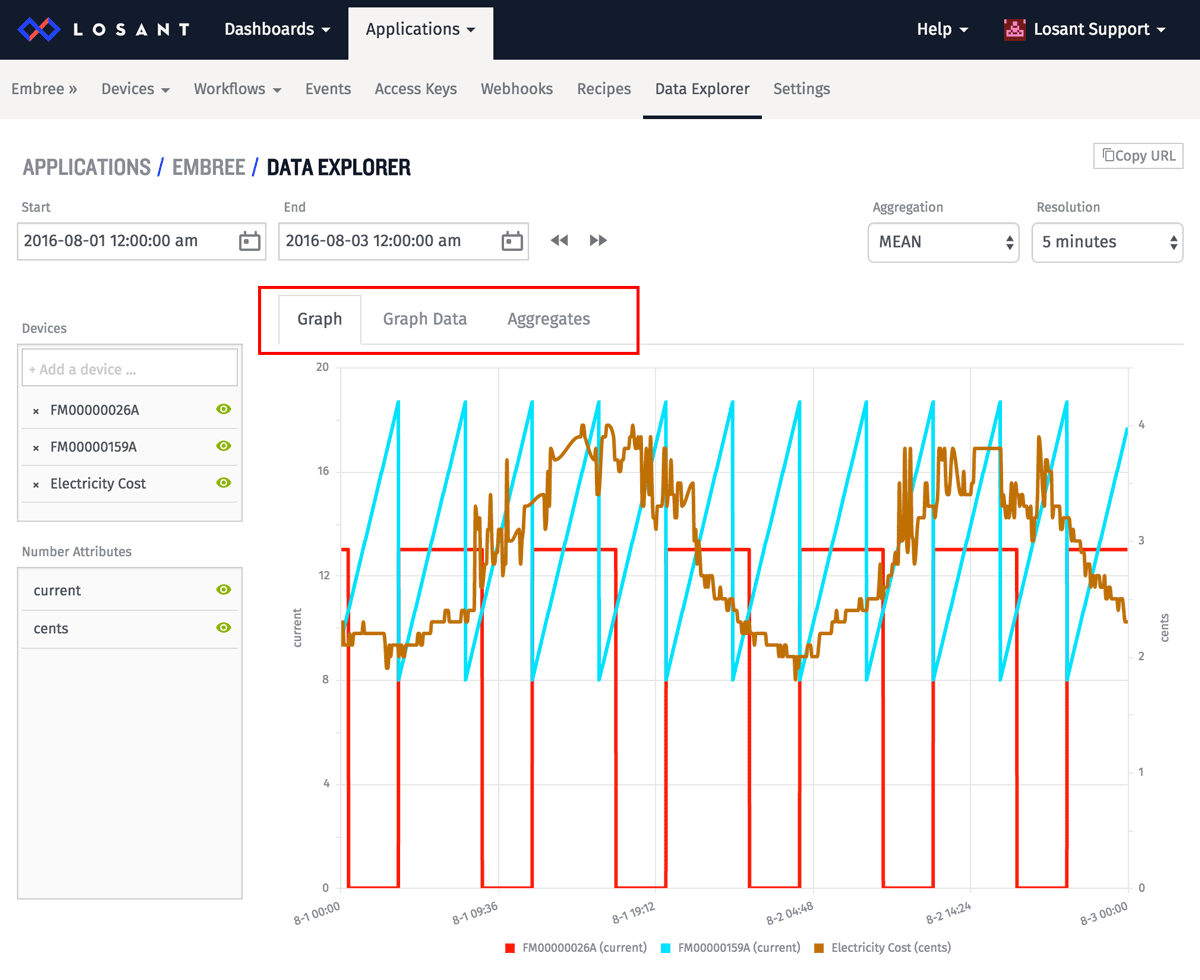 LOSANT Dashboards Applications Help Losant Support
Embree » Devices Workflows Events Access Keys Webhooks Recipes Data Explorer Settings
APPLICATIONS / EMBREE / DATA EXPLORER
Copy URL
Start
End
Aggregation
Resolution
2016-08-01 12:00:00 am
2016-08-03 12:00:00 am
MEAN
5 minutes
Graph Graph Data Aggregates
Devices
+ Add a device ...
× FM00000026A
× FM00000159A
× Electricity Cost
Number Attributes
current
cents
20
16
12
8
4
0
current
4
3
2
1
0
cents
8-1 00:00
8-1 09:36
8-1 19:12
8-2 04:48
8-2 14:24
8-3 00:00
FM00000026A (current) FM00000159A (current) Electricity Cost (cents)